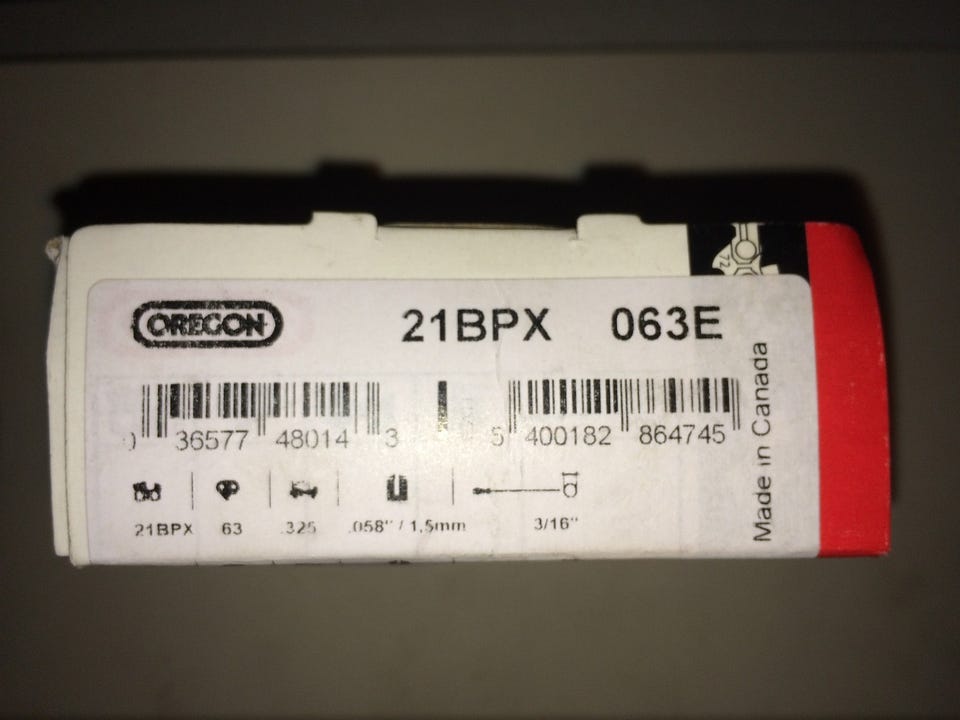 OREGON 21BPX 063E
0 36577 48014 3 5 400182 864745
21BPX 63 .325 .058" / 1,5mm 3/16"
Made in Canada
72